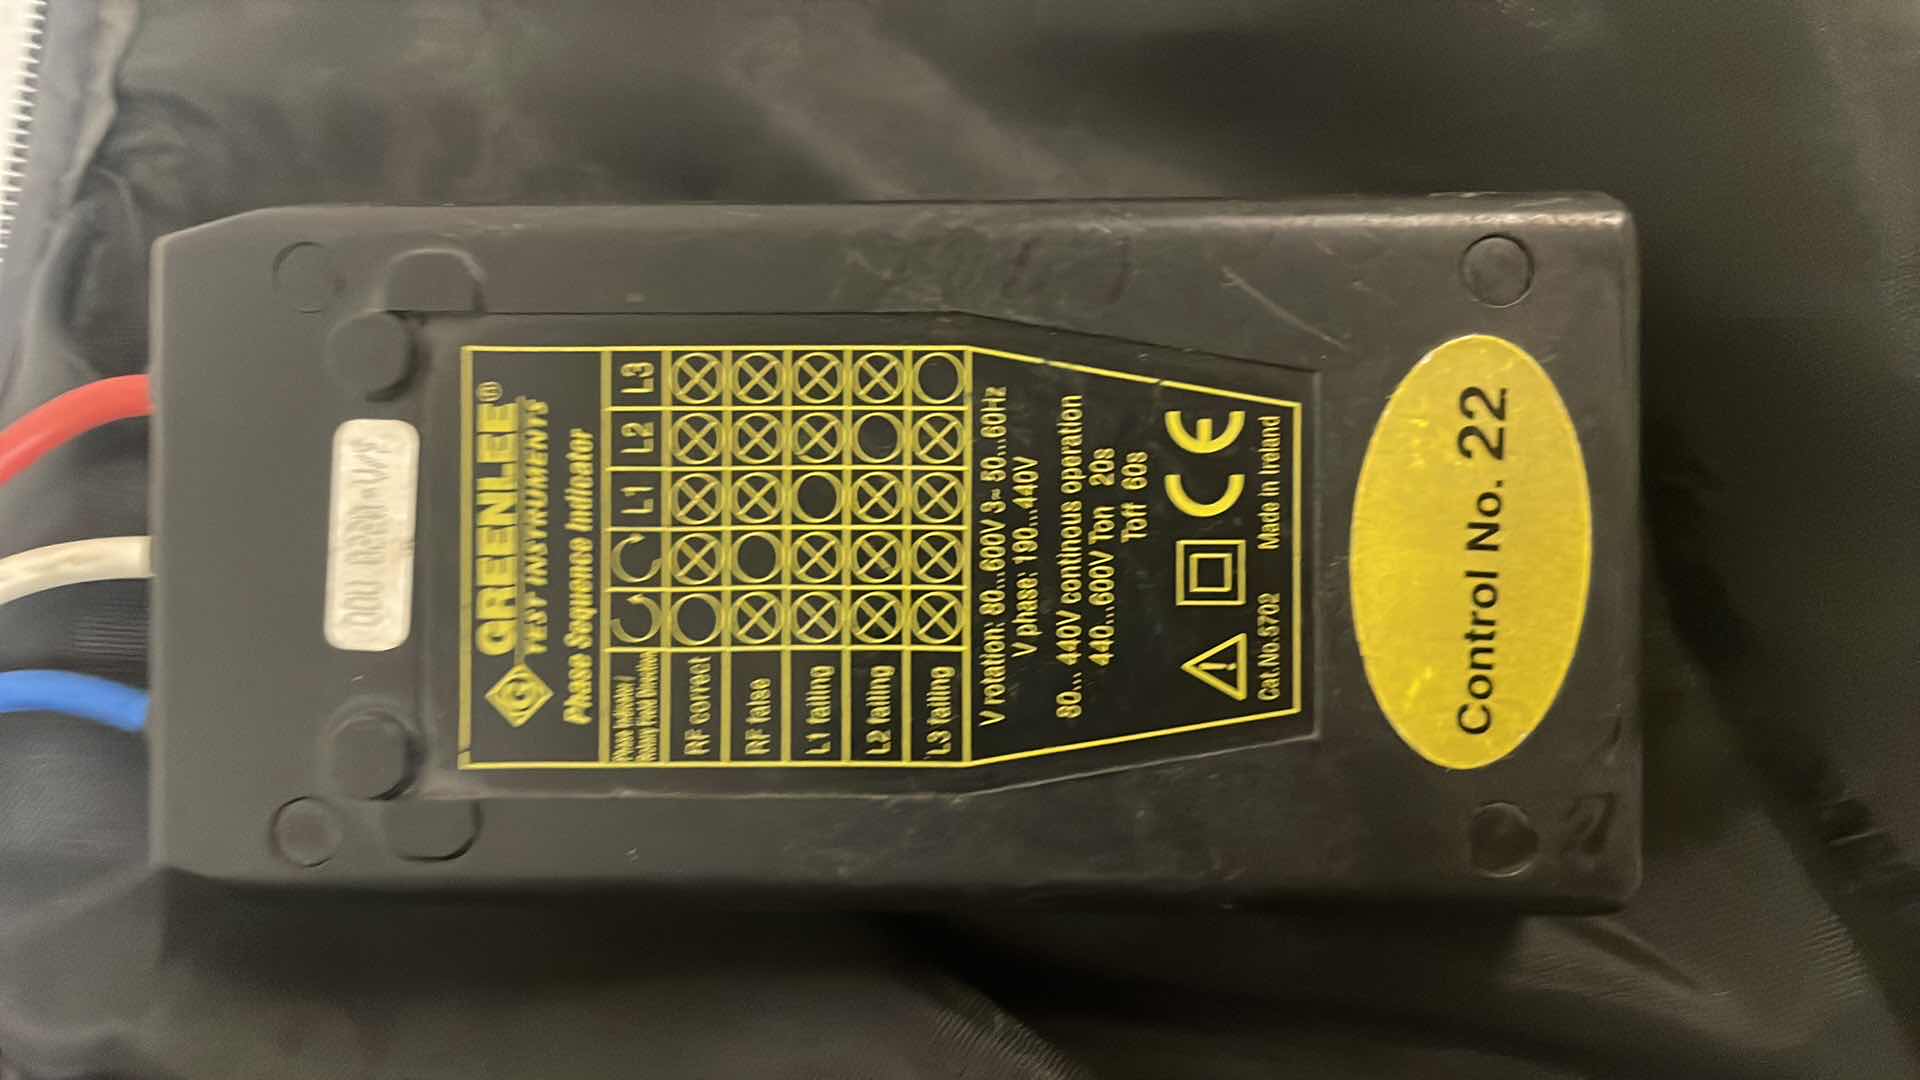 GREENLEE®
TEST INSTRUMENTS
Phase Sequence Indicator
Phase Indicator /
Rotary Field Direction
L1 L2 L3
RF correct
RF false
L1 failing
L2 failing
L3 failing
V rotation: 80...600V 3~ 50...60Hz
V phase: 190...440V
80... 440V continous operation
440...600V Ton 20s
Toff 60s
CE
Cat.No.5702 Made in Ireland
Control No. 22